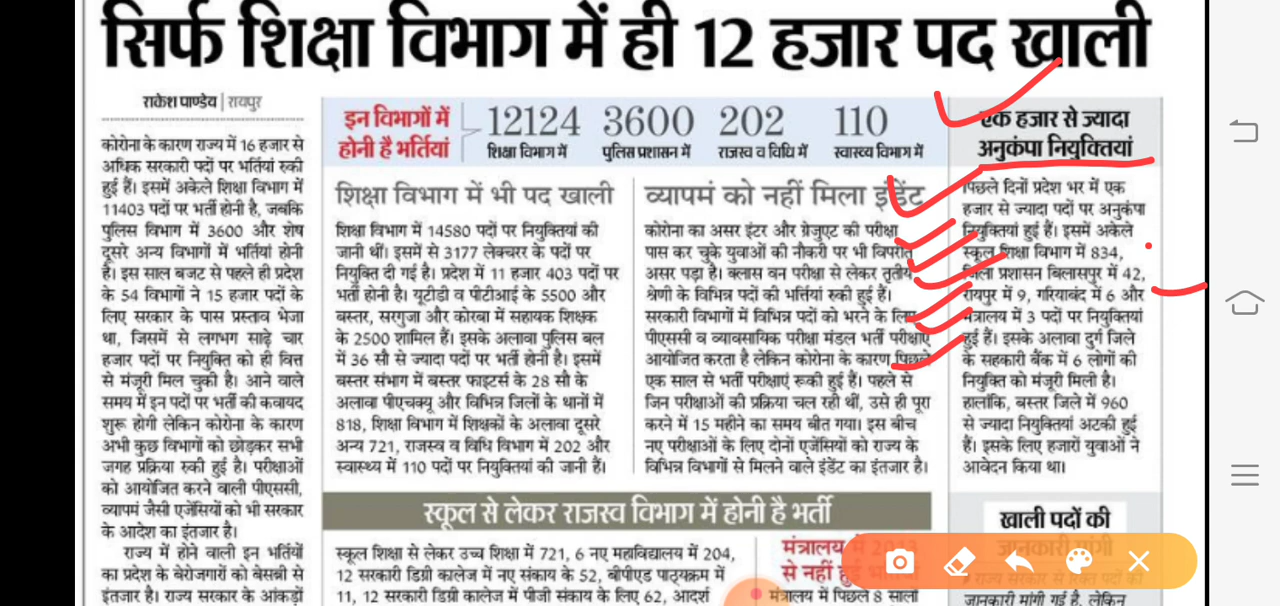 सिर्फ शिक्षा विभाग में ही 12 हजार पद खाली
राकेश पाण्डेय | रायपुर
कोरोना के कारण राज्य में 16 हजार से
अधिक सरकारी पदों पर भर्तियां रुकी
हुई हैं। इसमें अकेले शिक्षा विभाग में
11403 पदों पर भर्ती होनी है, जबकि
पुलिस विभाग में 3600 और शेष
दूसरे अन्य विभागों में भर्तियां होनी
है। इस साल बजट से पहले ही प्रदेश
के 54 विभागों ने 15 हजार पदों के
लिए सरकार के पास प्रस्ताव भेजा
था, जिसमें से लगभग साढ़े चार
हजार पदों पर नियुक्ति को ही वित्त
से मंजूरी मिल चुकी है। आने वाले
समय में इन पदों पर भर्ती की कवायद
शुरू होगी लेकिन कोरोना के कारण
अभी कुछ विभागों को छोड़कर सभी
जगह प्रक्रिया रुकी हुई है। परीक्षाओं
को आयोजित करने वाली पीएससी,
व्यापमं जैसी एजेंसियों को भी सरकार
के आदेश का इंतजार है।
राज्य में होने वाली इन भर्तियों
का प्रदेश के बेरोजगारों को बेसब्री से
इंतजार है। राज्य सरकार के आंकड़ों
इन विभागों में
होनी है भर्तियां
12124 3600 202 110
शिक्षा विभाग में पुलिस प्रशासन में राजस्व व विधि में स्वास्थ्य विभाग में
शिक्षा विभाग में भी पद खाली
शिक्षा विभाग में 14580 पदों पर नियुक्तियां की
जानी थीं। इसमें से 3177 लेक्चरर के पदों पर
नियुक्ति दी गई है। प्रदेश में 11 हजार 403 पदों पर
भर्ती होनी है। यूटीडी व पीटीआई के 5500 और
बस्तर, सरगुजा और कोरबा में सहायक शिक्षक
के 2500 शामिल हैं। इसके अलावा पुलिस बल
में 36 सौ से ज्यादा पदों पर भर्ती होनी है। इसमें
बस्तर संभाग में बस्तर फाइटर्स के 28 सौ के
अलावा पीएचक्यू और विभिन्न जिलों के थानों में
818, शिक्षा विभाग में शिक्षकों के अलावा दूसरे
अन्य 721, राजस्व व विधि विभाग में 202 और
स्वास्थ्य में 110 पदों पर नियुक्तियां की जानी हैं।
व्यापमं को नहीं मिला इंडेंट
कोरोना का असर इंटर और ग्रेजुएट की परीक्षा
पास कर चुके युवाओं की नौकरी पर भी विपरीत
असर पड़ा है। क्लास वन परीक्षा से लेकर तृतीय
श्रेणी के विभिन्न पदों की भर्तियां रुकी हुई हैं।
सरकारी विभागों में विभिन्न पदों को भरने के लिए
पीएससी व व्यावसायिक परीक्षा मंडल भर्ती परीक्षाएं
आयोजित करता है लेकिन कोरोना के कारण पिछले
एक साल से भर्ती परीक्षाएं रूकी हुई हैं। पहले से
जिन परीक्षाओं की प्रक्रिया चल रही थीं, उसे ही पूरा
करने में 15 महीने का समय बीत गया। इस बीच
नए परीक्षाओं के लिए दोनों एजेंसियों को राज्य के
विभिन्न विभागों से मिलने वाले इंडेंट का इंतजार है।
एक हजार से ज्यादा
अनुकंपा नियुक्तियां
पिछले दिनों प्रदेश भर में एक
हजार से ज्यादा पदों पर अनुकंपा
नियुक्तियां हुई हैं। इसमें अकेले
स्कूल शिक्षा विभाग में 834,
जिला प्रशासन बिलासपुर में 42,
रायपुर में 9, गरियाबंद में 6 और
मंत्रालय में 3 पदों पर नियुक्तियां
हुई हैं। इसके अलावा दुर्ग जिले
के सहकारी बैंक में 6 लोगों की
नियुक्ति को मंजूरी मिली है।
हालांकि, बस्तर जिले में 960
से ज्यादा नियुक्तियां अटकी हुई
हैं। इसके लिए हजारों युवाओं ने
आवेदन किया था।
स्कूल से लेकर राजस्व विभाग में होनी है भर्ती
स्कूल शिक्षा से लेकर उच्च शिक्षा में 721, 6 नए महाविद्यालय में 204,
12 सरकारी डिग्री कालेज में नए संकाय के 52, बीपीएड पाठ्यक्रम में
11, 12 सरकारी डिग्री कालेज में पीजी संकाय के लिए 62, आदर्श
मंत्रालय में 2013
से नहीं हुई
मंत्रालय में पिछले 8 सालों
खाली पदों की
जानकारी मांगी
राज्य सरकार से रिक्त पदों की
जानकारी मांगी गई है, लेकिन